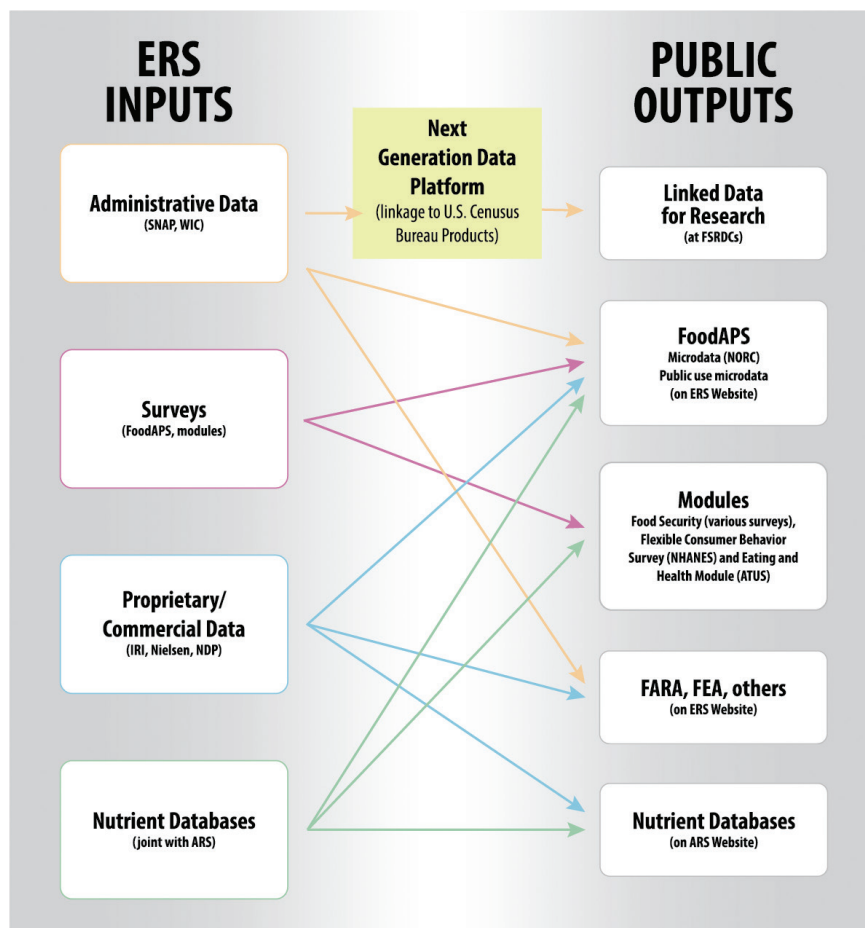 ERS
INPUTS
Administrative Data
(SNAP, WIC)
Surveys
(FoodAPS, modules)
Proprietary/
Commercial Data
(IRI, Nielsen, NDP)
Nutrient Databases
(joint with ARS)
Next
Generation Data
Platform
(linkage to U.S. Cenusus
Bureau Products)
PUBLIC
OUTPUTS
Linked Data
for Research
(at FSRDCs)
FoodAPS
Microdata (NORC)
Public use microdata
(on ERS Website)
Modules
Food Security (various surveys),
Flexible Consumer Behavior
Survey (NHANES) and Eating and
Health Module (ATUS)
FARA, FEA, others
(on ERS Website)
Nutrient Databases
(on ARS Website)